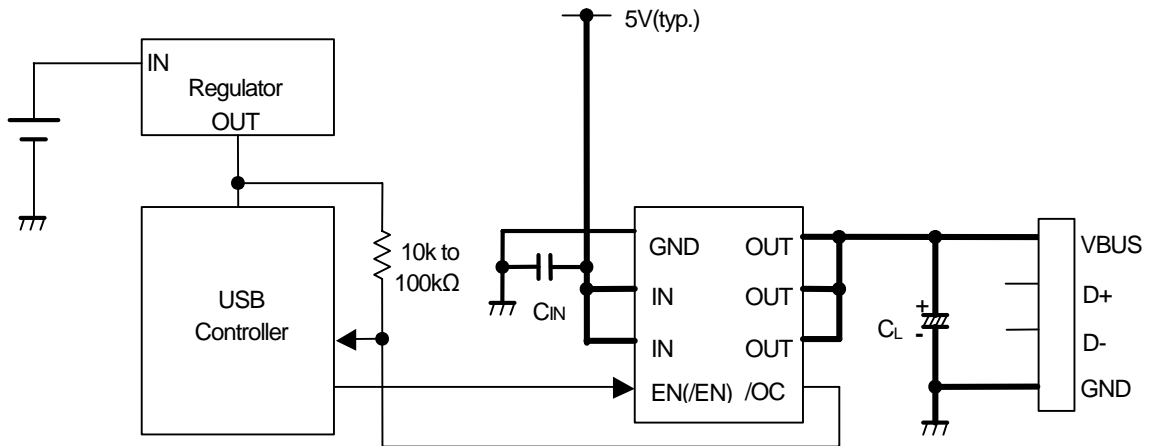 5V(typ.)
IN
Regulator
OUT
10k to
100kΩ
USB
Controller
CIN
GND
IN
IN
EN(/EN)
OUT
OUT
OUT
/OC
+
CL
-
VBUS
D+
D-
GND